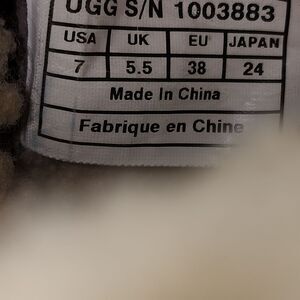 UGG S/N 1003883
USA UK EU JAPAN
7 5.5 38 24
Made In China
Fabrique en Chine